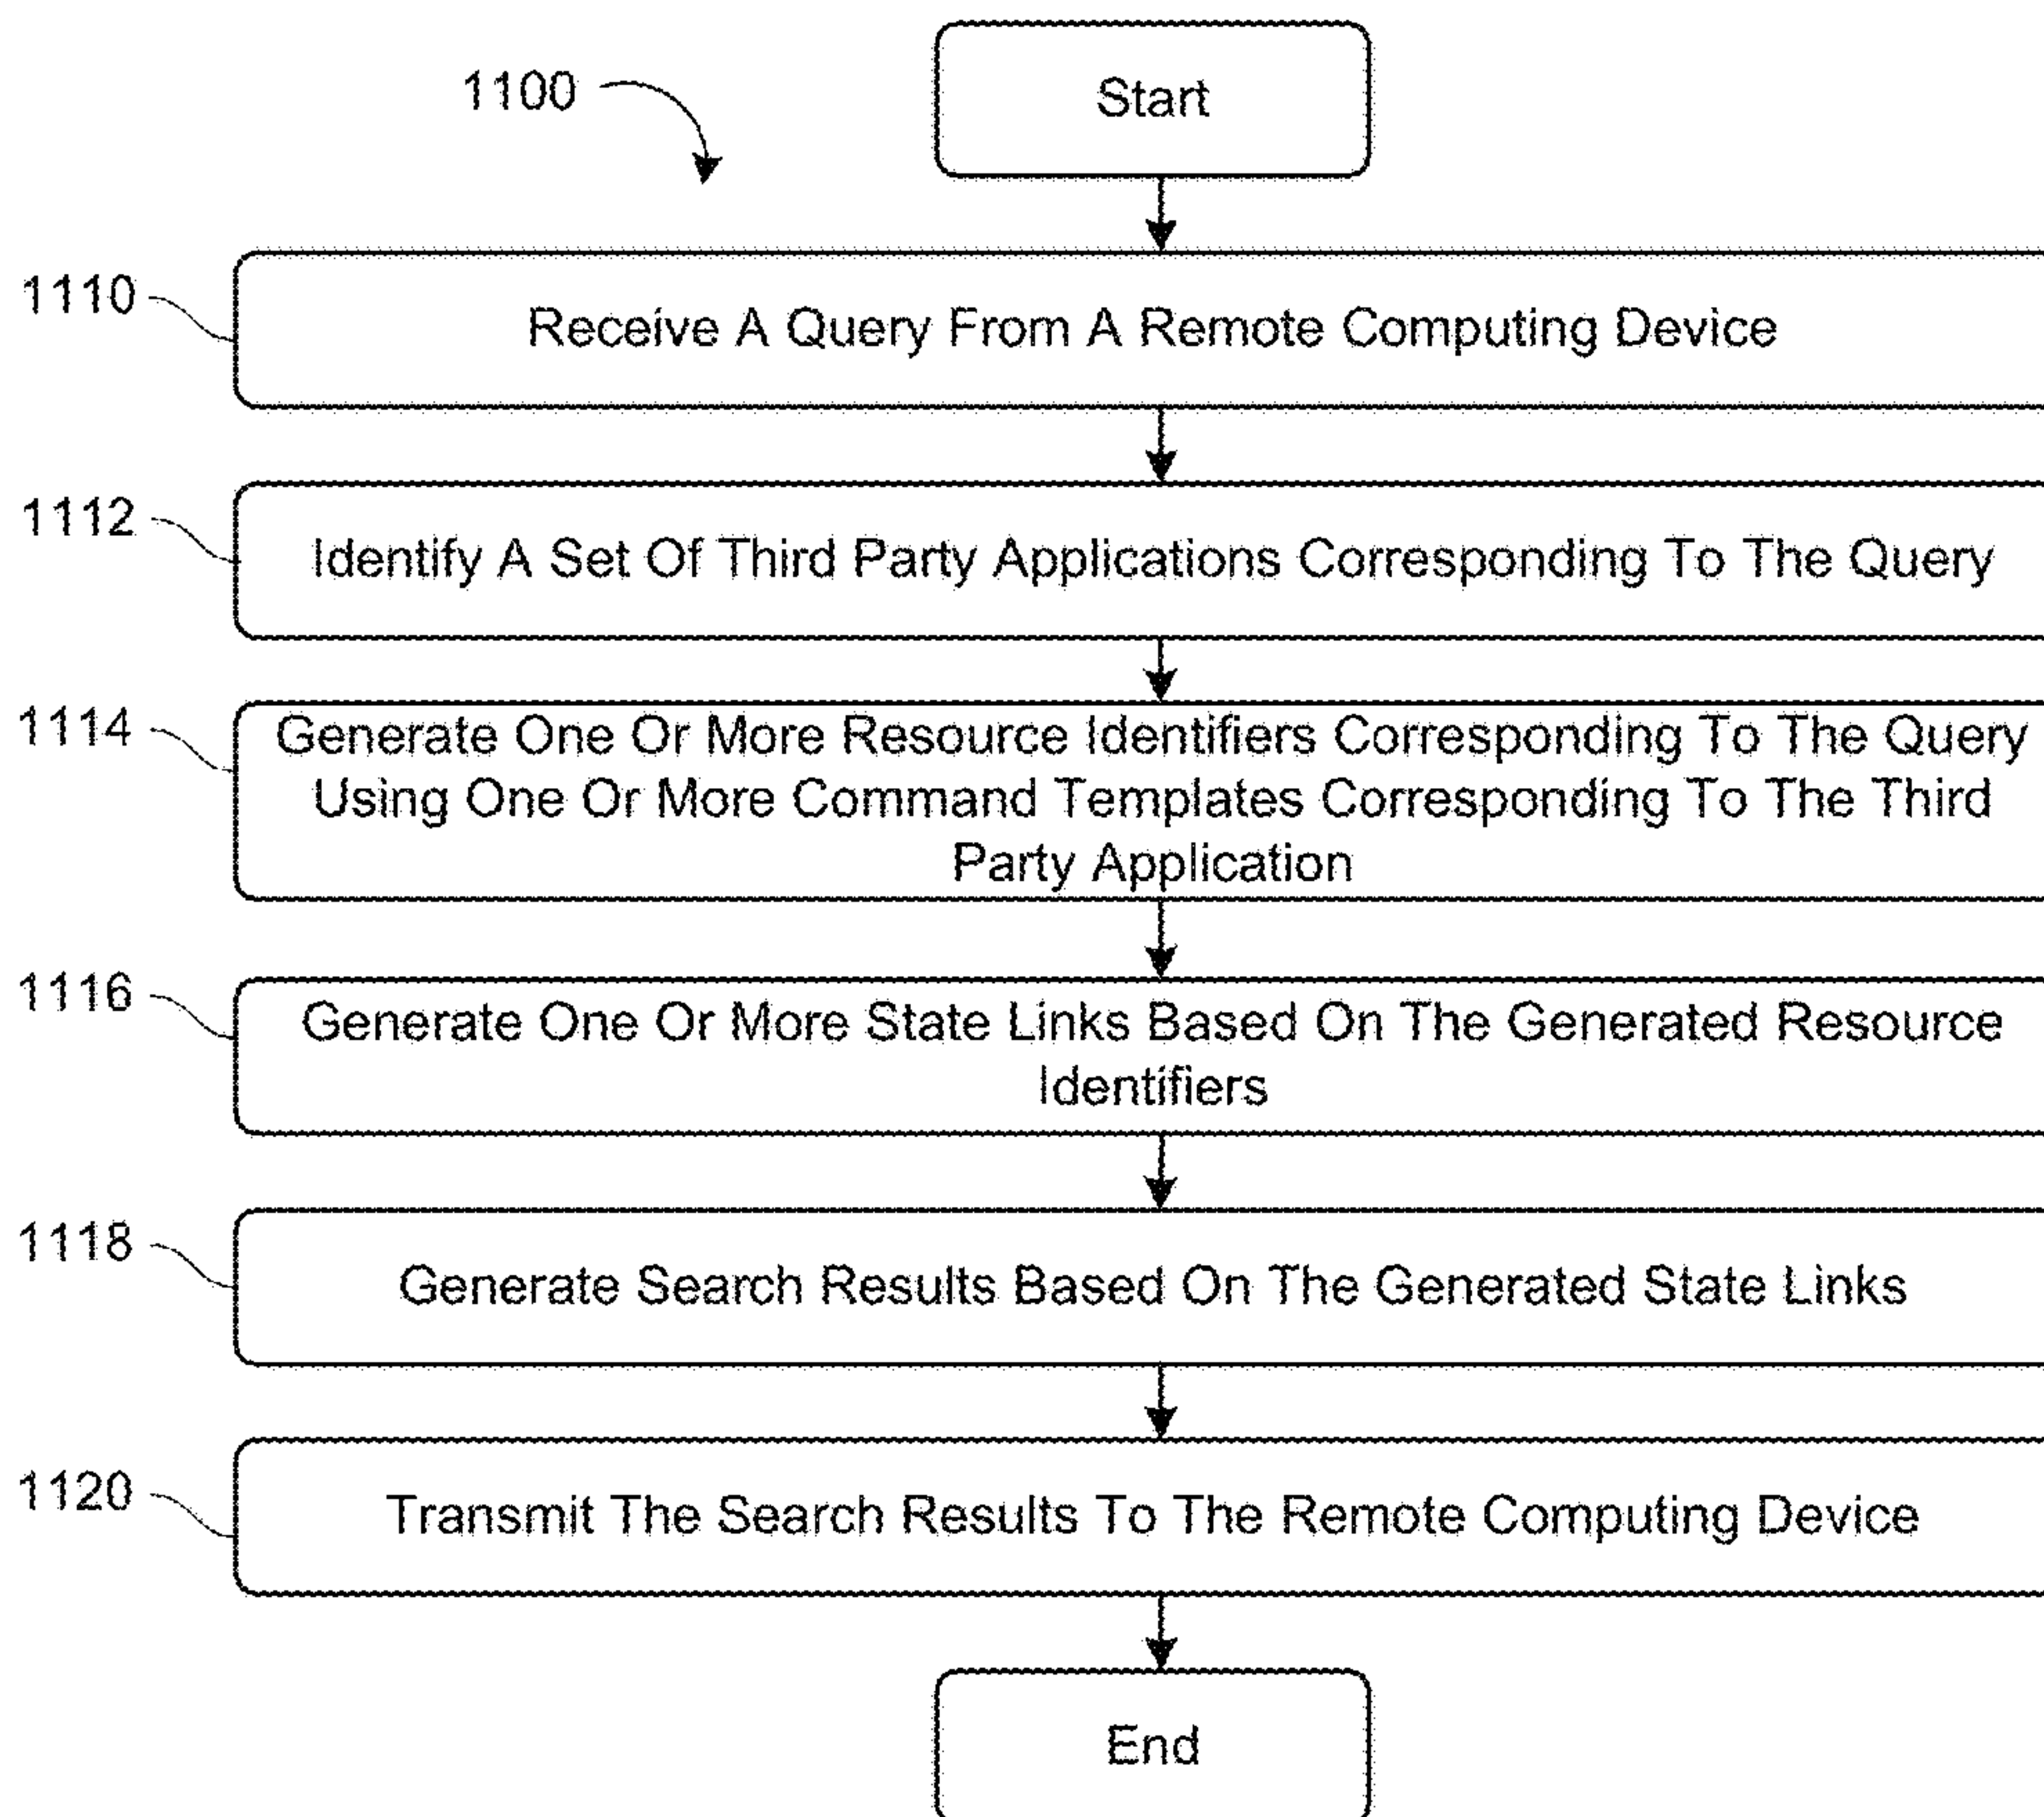 1100
Start
1110
Receive A Query From A Remote Computing Device
1112
Identify A Set Of Third Party Applications Corresponding To The Query
1114
Generate One Or More Resource Identifiers Corresponding To The Query
Using One Or More Command Templates Corresponding To The Third
Party Application
1116
Generate One Or More State Links Based On The Generated Resource
Identifiers
1118
Generate Search Results Based On The Generated State Links
1120
Transmit The Search Results To The Remote Computing Device
End